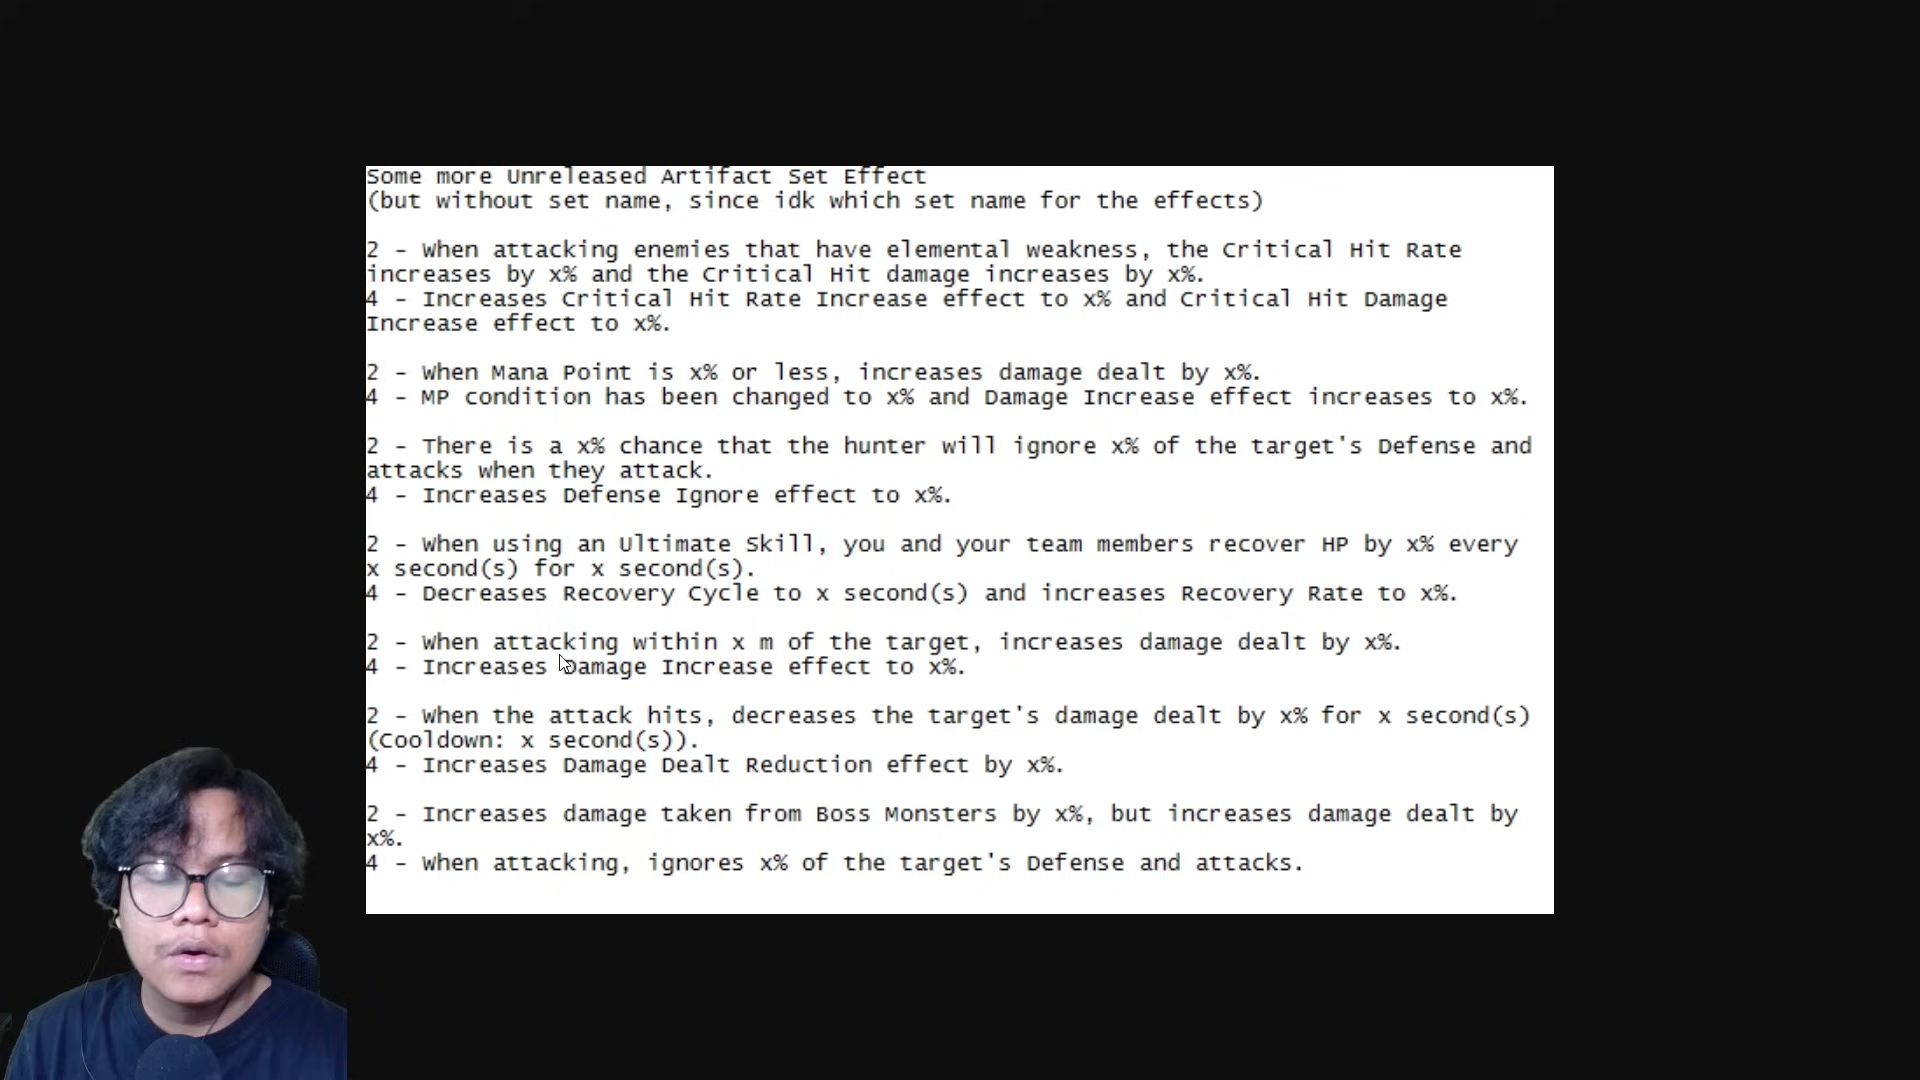 Some more Unreleased Artifact Set Effect
(but without set name, since idk which set name for the effects)
2 - When attacking enemies that have elemental weakness, the Critical Hit Rate
increases by x% and the Critical Hit damage increases by x%.
4 - Increases Critical Hit Rate Increase effect to x% and Critical Hit Damage
Increase effect to x%.
2 - When Mana Point is x% or less, increases damage dealt by x%.
4 - MP condition has been changed to x% and Damage Increase effect increases to x%.
2 - There is a x% chance that the hunter will ignore x% of the target's Defense and
attacks when they attack.
4 - Increases Defense Ignore effect to x%.
2 - When using an Ultimate Skill, you and your team members recover HP by x% every
x second(s) for x second(s).
4 - Decreases Recovery Cycle to x second(s) and increases Recovery Rate to x%.
2 - When attacking within x m of the target, increases damage dealt by x%.
4 - Increases Damage Increase effect to x%.
2 - When the attack hits, decreases the target's damage dealt by x% for x second(s)
(Cooldown: x second(s)).
4 - Increases Damage Dealt Reduction effect by x%.
2 - Increases damage taken from Boss Monsters by x%, but increases damage dealt by
x%.
4 - When attacking, ignores x% of the target's Defense and attacks.